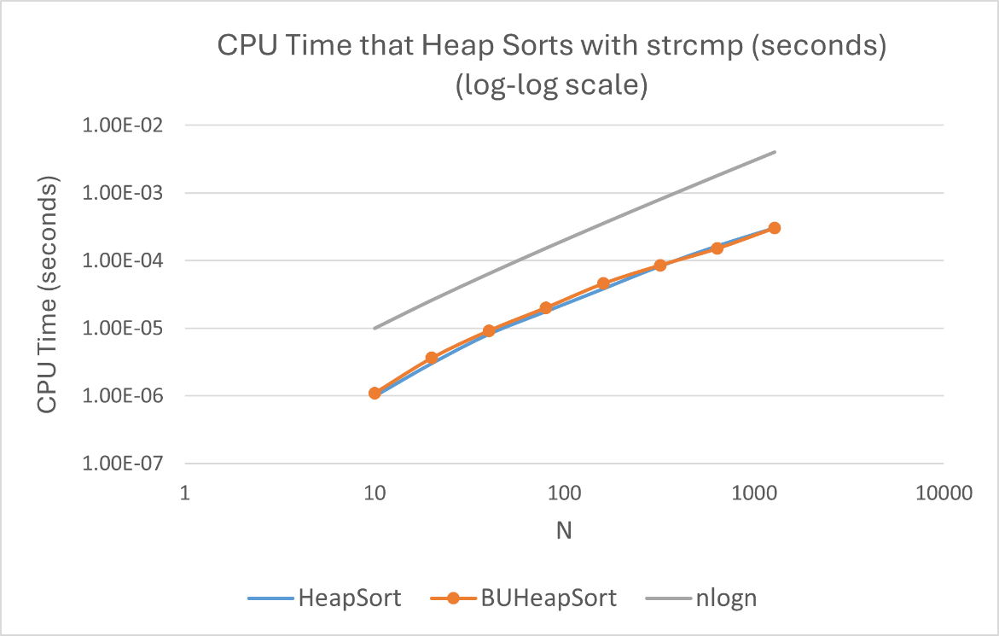 CPU Time that Heap Sorts with strcmp (seconds)
(log-log scale)
CPU Time (seconds)
1.00E-02
1.00E-03
1.00E-04
1.00E-05
1.00E-06
1.00E-07
1 10 100 1000 10000
N
HeapSort BUHeapSort nlogn